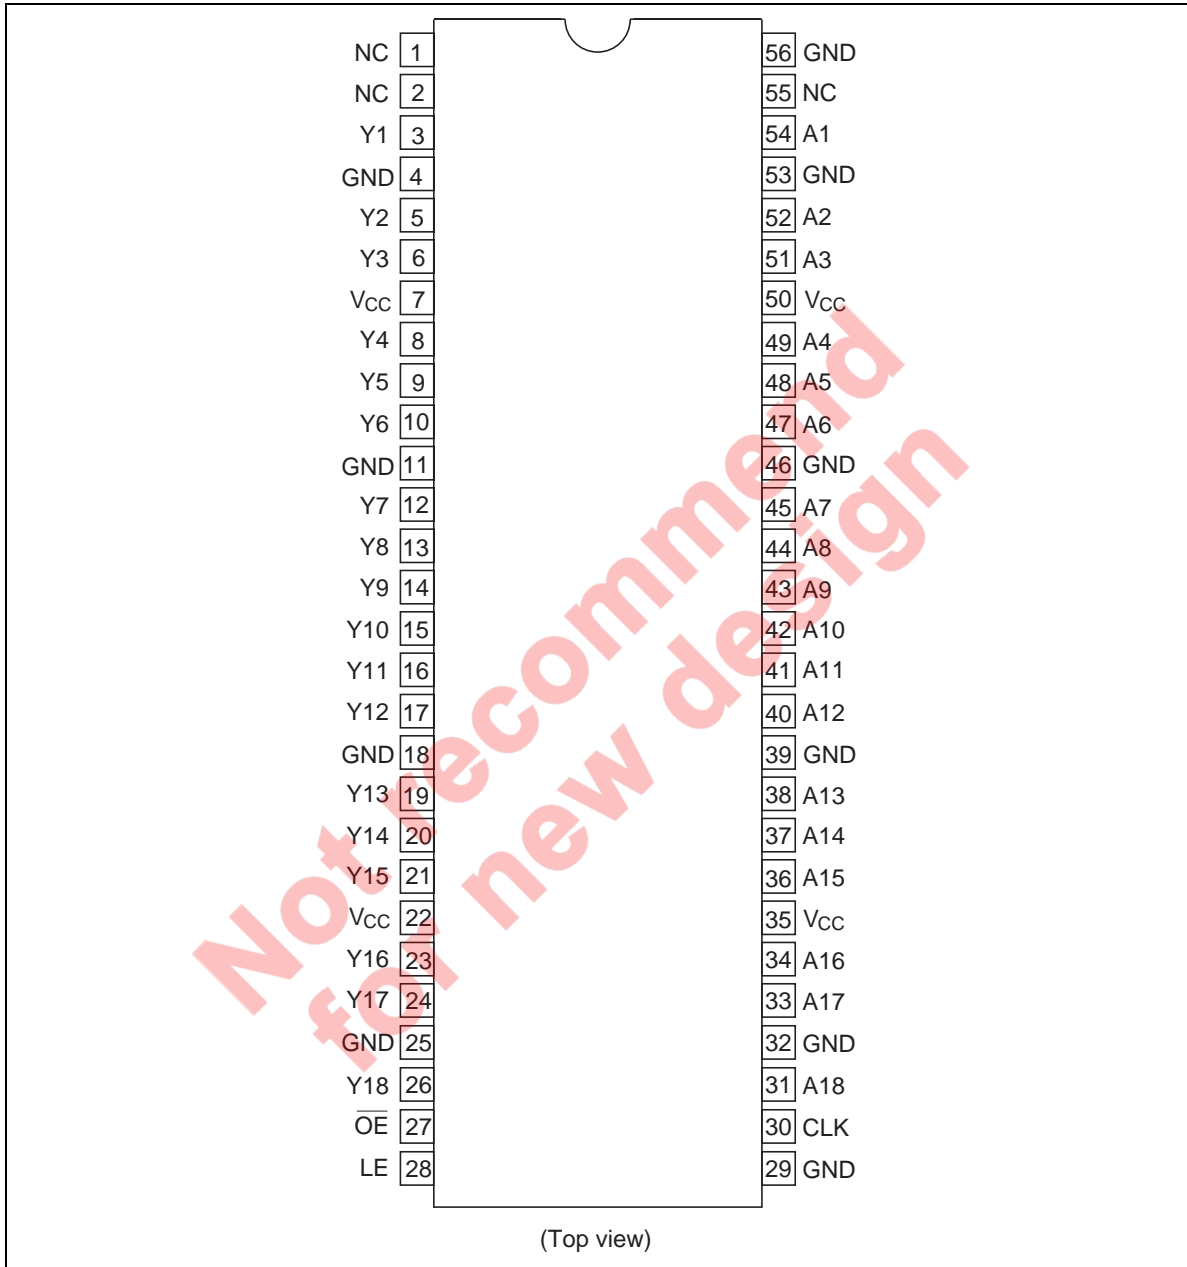 NC 1 56 GND
NC 2 55 NC
Y1 3 54 A1
GND 4 53 GND
Y2 5 52 A2
Y3 6 51 A3
VCC 7 50 VCC
Y4 8 49 A4
Y5 9 48 A5
Y6 10 47 A6
GND 11 46 GND
Y7 12 45 A7
Y8 13 44 A8
Y9 14 43 A9
Y10 15 42 A10
Y11 16 41 A11
Y12 17 40 A12
GND 18 39 GND
Y13 19 38 A13
Y14 20 37 A14
Y15 21 36 A15
VCC 22 35 VCC
Y16 23 34 A16
Y17 24 33 A17
GND 25 32 GND
Y18 26 31 A18
O̅E̅ 27 30 CLK
LE 28 29 GND
(Top view)
Not recommend
for new design